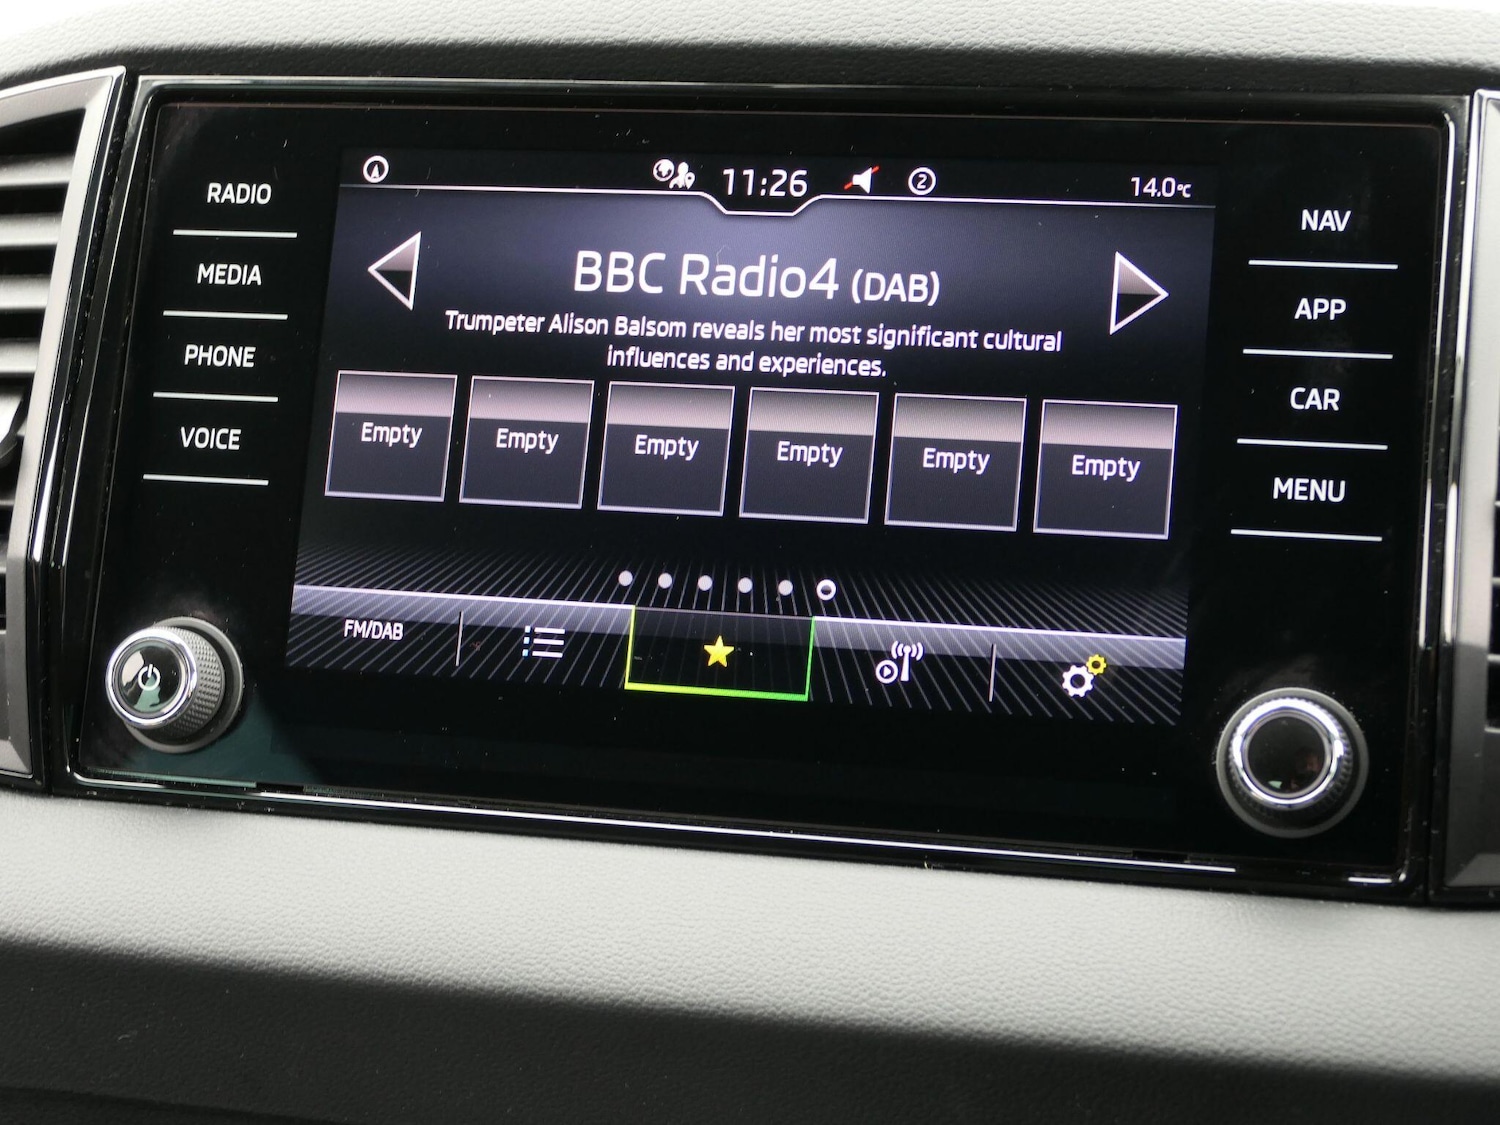 RADIO
MEDIA
PHONE
VOICE
11:26
2
14.0°C
BBC Radio4 (DAB)
Trumpeter Alison Balsom reveals her most significant cultural
influences and experiences.
Empty
Empty
Empty
Empty
Empty
Empty
FM/DAB
NAV
APP
CAR
MENU